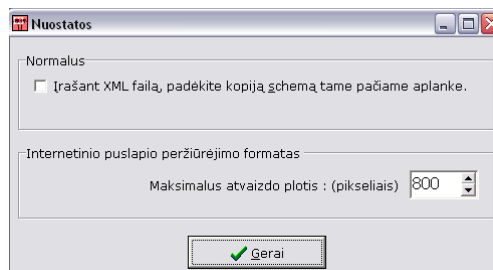 Nuostatos
Normalus
Įrašant XML failą, padėkite kopiją schemą tame pačiame aplanke.
Internetinio puslapio peržiūrėjimo formatas
Maksimalus atvaizdo plotis : (pikseliais) 800
Gerai